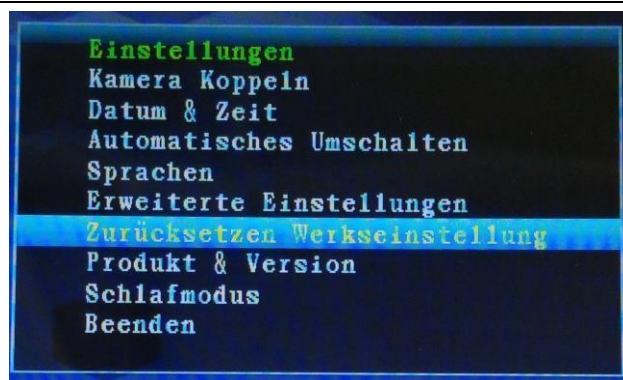 Einstellungen
Kamera Koppeln
Datum & Zeit
Automatisches Umschalten
Sprachen
Erweiterte Einstellungen
Zurücksetzen Werkseinstellung
Produkt & Version
Schlafmodus
Beenden